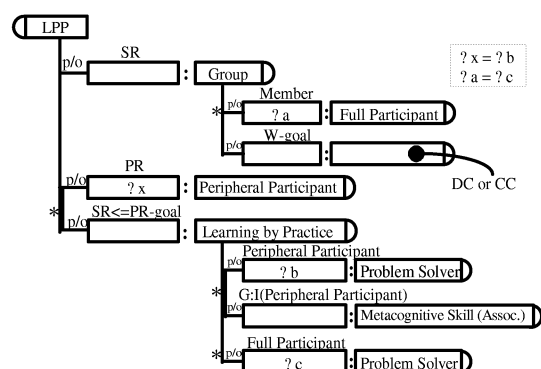 LPP
SR
p/o
:
Group
? x = ? b
? a = ? c
Member
* p/o
? a
:
Full Participant
W-goal
p/o
:
DC or CC
PR
p/o
? x
:
Peripheral Participant
* SR<=PR-goal
p/o
:
Learning by Practice
Peripheral Participant
p/o
? b
:
Problem Solver
* G:I(Peripheral Participant)
p/o
:
Metacognitive Skill (Assoc.)
Full Participant
* p/o
? c
:
Problem Solver